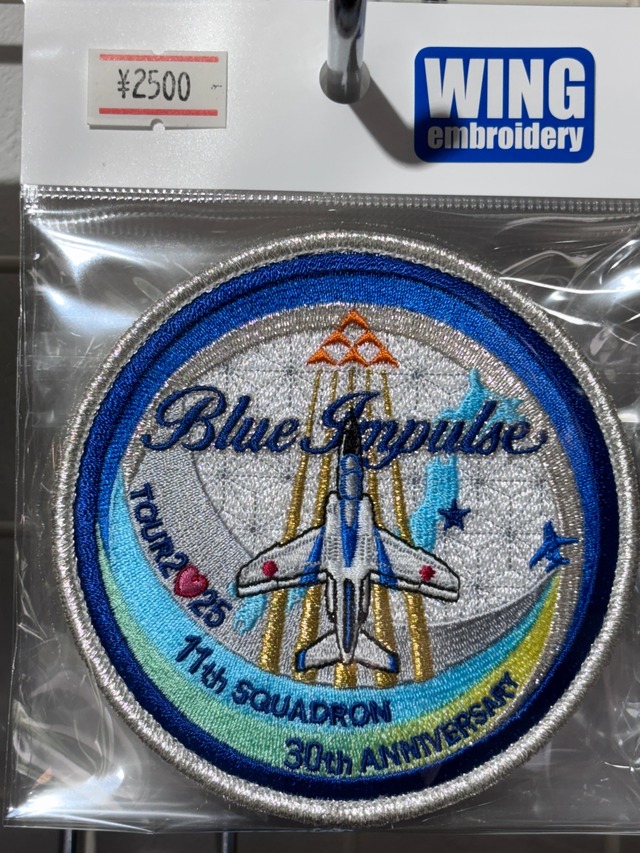 ¥2500
WING
embroidery
Blue Impulse
TOUR2025
11th SQUADRON
30th ANNIVERSARY